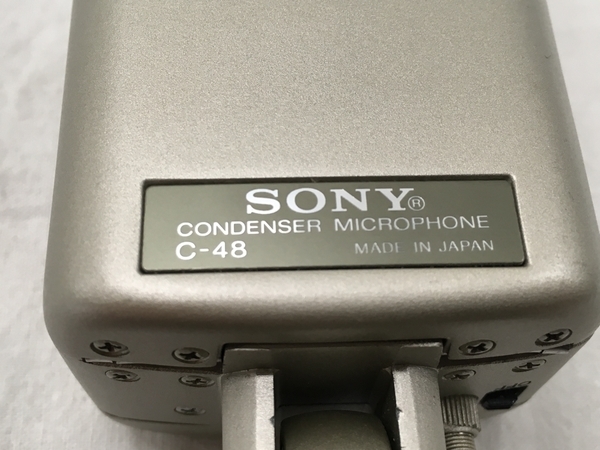 SONY®
CONDENSER MICROPHONE
C-48 MADE IN JAPAN